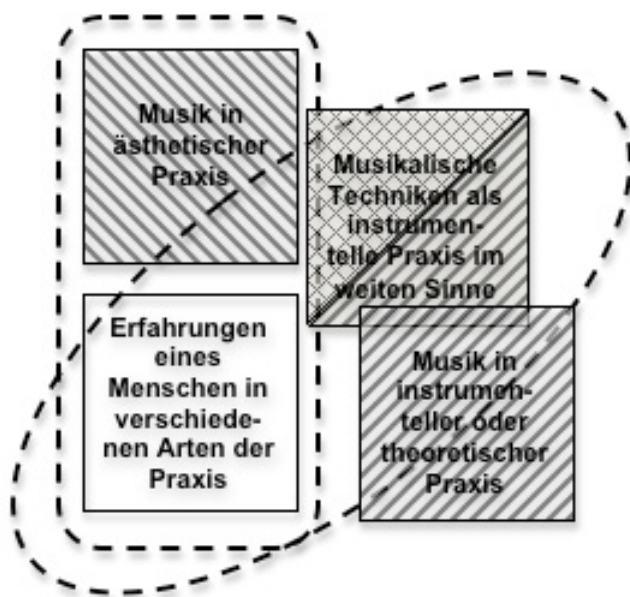 Musik in
ästhetischer
Praxis
Musikalische
Techniken als
instrumen-
telle Praxis im
weiten Sinne
Erfahrungen
eines
Menschen in
verschiede-
nen Arten der
Praxis
Musik in
instrumen-
teller oder
theoretischer
Praxis